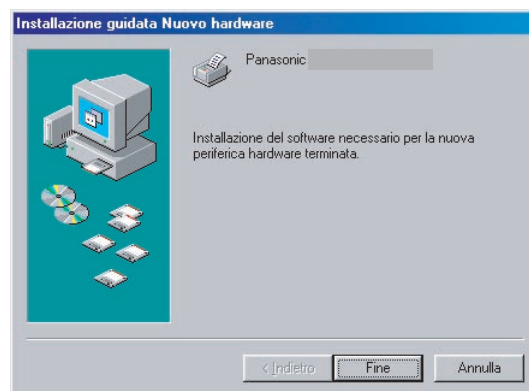 Installazione guidata Nuovo hardware
Panasonic
Installazione del software necessario per la nuova
periferica hardware terminata.
< Indietro
Fine
Annulla